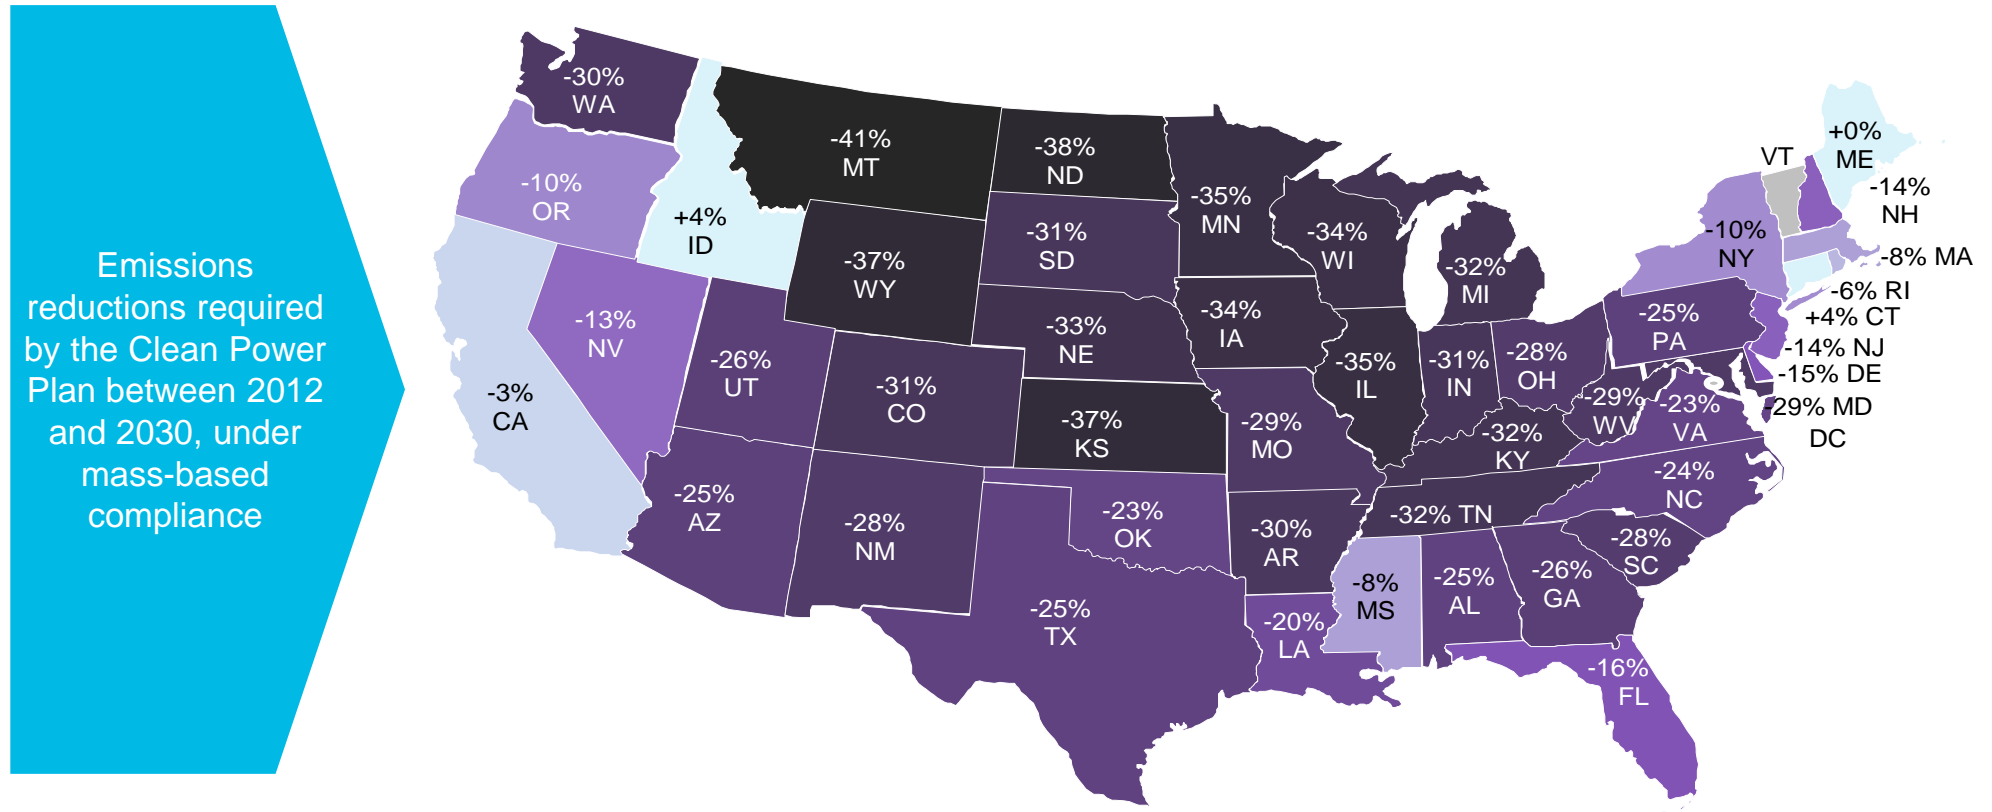 Emissions
reductions required
by the Clean Power
Plan between 2012
and 2030, under
mass-based
compliance
-30%
WA
-10%
OR
+4%
ID
-41%
MT
-38%
ND
-35%
MN
-31%
SD
-37%
WY
-34%
WI
-32%
MI
+0%
ME
VT
-14%
NH
-10%
NY
-8% MA
-6% RI
+4% CT
-14% NJ
-15% DE
-29% MD
DC
-3%
CA
-13%
NV
-26%
UT
-31%
CO
-33%
NE
-34%
IA
-35%
IL
-31%
IN
-28%
OH
-25%
PA
-29%
WV
-23%
VA
-37%
KS
-29%
MO
-32%
KY
-24%
NC
-25%
AZ
-28%
NM
-23%
OK
-30%
AR
-32% TN
-28%
SC
-25%
TX
-20%
LA
-8%
MS
-25%
AL
-26%
GA
-16%
FL